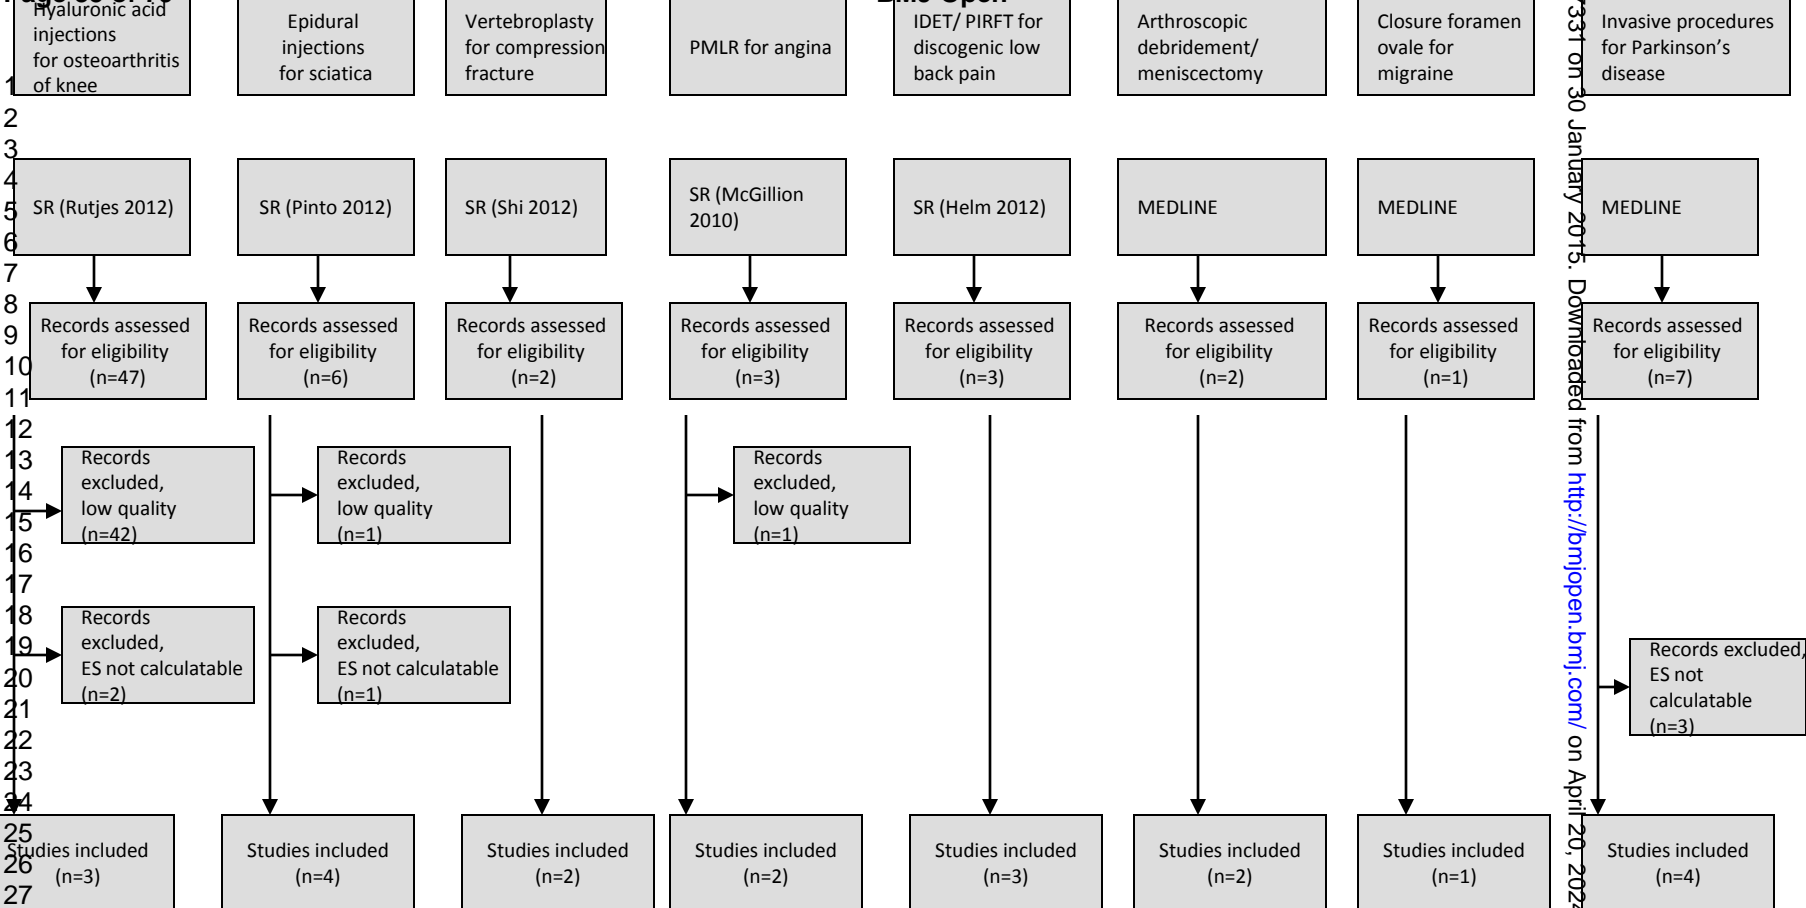 Hyaluronic acid
injections
for osteoarthritis
of knee
Epidural
injections
for sciatica
Vertebroplasty
for compression
fracture
PMLR for angina
IDET/ PIRFT for
discogenic low
back pain
Arthroscopic
debridement/
meniscectomy
Closure foramen
ovale for
migraine
Invasive procedures
for Parkinson’s
disease
SR (Rutjes 2012)
SR (Pinto 2012)
SR (Shi 2012)
SR (McGillion
2010)
SR (Helm 2012)
MEDLINE
MEDLINE
MEDLINE
Records assessed
for eligibility
(n=47)
Records assessed
for eligibility
(n=6)
Records assessed
for eligibility
(n=2)
Records assessed
for eligibility
(n=3)
Records assessed
for eligibility
(n=3)
Records assessed
for eligibility
(n=2)
Records assessed
for eligibility
(n=1)
Records assessed
for eligibility
(n=7)
Records
excluded,
low quality
(n=42)
Records
excluded,
low quality
(n=1)
Records
excluded,
low quality
(n=1)
Records
excluded,
ES not calculatable
(n=2)
Records
excluded,
ES not calculatable
(n=1)
Records excluded,
ES not
calculatable
(n=3)
Studies included
(n=3)
Studies included
(n=4)
Studies included
(n=2)
Studies included
(n=2)
Studies included
(n=3)
Studies included
(n=2)
Studies included
(n=1)
Studies included
(n=4)
1
2
3
4
5
6
7
8
9
10
11
12
13
14
15
16
17
18
19
20
21
22
23
24
25
26
27
7331 on 30 January 2015. Downloaded from http://bmjopen.bmj.com/ on April 20, 2024